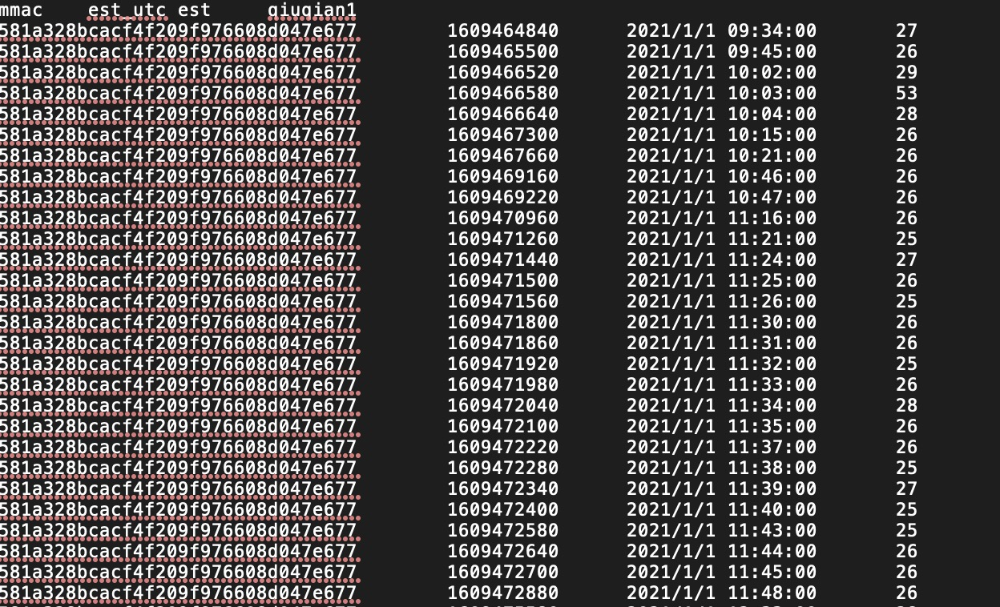 mmac est_utc est qiuqian1
581a328bcacf4f209f976608d047e677 1609464840 2021/1/1 09:34:00 27
581a328bcacf4f209f976608d047e677 1609465500 2021/1/1 09:45:00 26
581a328bcacf4f209f976608d047e677 1609466520 2021/1/1 10:02:00 29
581a328bcacf4f209f976608d047e677 1609466580 2021/1/1 10:03:00 53
581a328bcacf4f209f976608d047e677 1609466640 2021/1/1 10:04:00 28
581a328bcacf4f209f976608d047e677 1609467300 2021/1/1 10:15:00 26
581a328bcacf4f209f976608d047e677 1609467660 2021/1/1 10:21:00 26
581a328bcacf4f209f976608d047e677 1609469160 2021/1/1 10:46:00 26
581a328bcacf4f209f976608d047e677 1609469220 2021/1/1 10:47:00 26
581a328bcacf4f209f976608d047e677 1609470960 2021/1/1 11:16:00 26
581a328bcacf4f209f976608d047e677 1609471260 2021/1/1 11:21:00 25
581a328bcacf4f209f976608d047e677 1609471440 2021/1/1 11:24:00 27
581a328bcacf4f209f976608d047e677 1609471500 2021/1/1 11:25:00 26
581a328bcacf4f209f976608d047e677 1609471560 2021/1/1 11:26:00 25
581a328bcacf4f209f976608d047e677 1609471800 2021/1/1 11:30:00 26
581a328bcacf4f209f976608d047e677 1609471860 2021/1/1 11:31:00 26
581a328bcacf4f209f976608d047e677 1609471920 2021/1/1 11:32:00 25
581a328bcacf4f209f976608d047e677 1609471980 2021/1/1 11:33:00 26
581a328bcacf4f209f976608d047e677 1609472040 2021/1/1 11:34:00 28
581a328bcacf4f209f976608d047e677 1609472100 2021/1/1 11:35:00 26
581a328bcacf4f209f976608d047e677 1609472220 2021/1/1 11:37:00 26
581a328bcacf4f209f976608d047e677 1609472280 2021/1/1 11:38:00 25
581a328bcacf4f209f976608d047e677 1609472340 2021/1/1 11:39:00 27
581a328bcacf4f209f976608d047e677 1609472400 2021/1/1 11:40:00 25
581a328bcacf4f209f976608d047e677 1609472580 2021/1/1 11:43:00 25
581a328bcacf4f209f976608d047e677 1609472640 2021/1/1 11:44:00 26
581a328bcacf4f209f976608d047e677 1609472700 2021/1/1 11:45:00 26
581a328bcacf4f209f976608d047e677 1609472880 2021/1/1 11:48:00 26